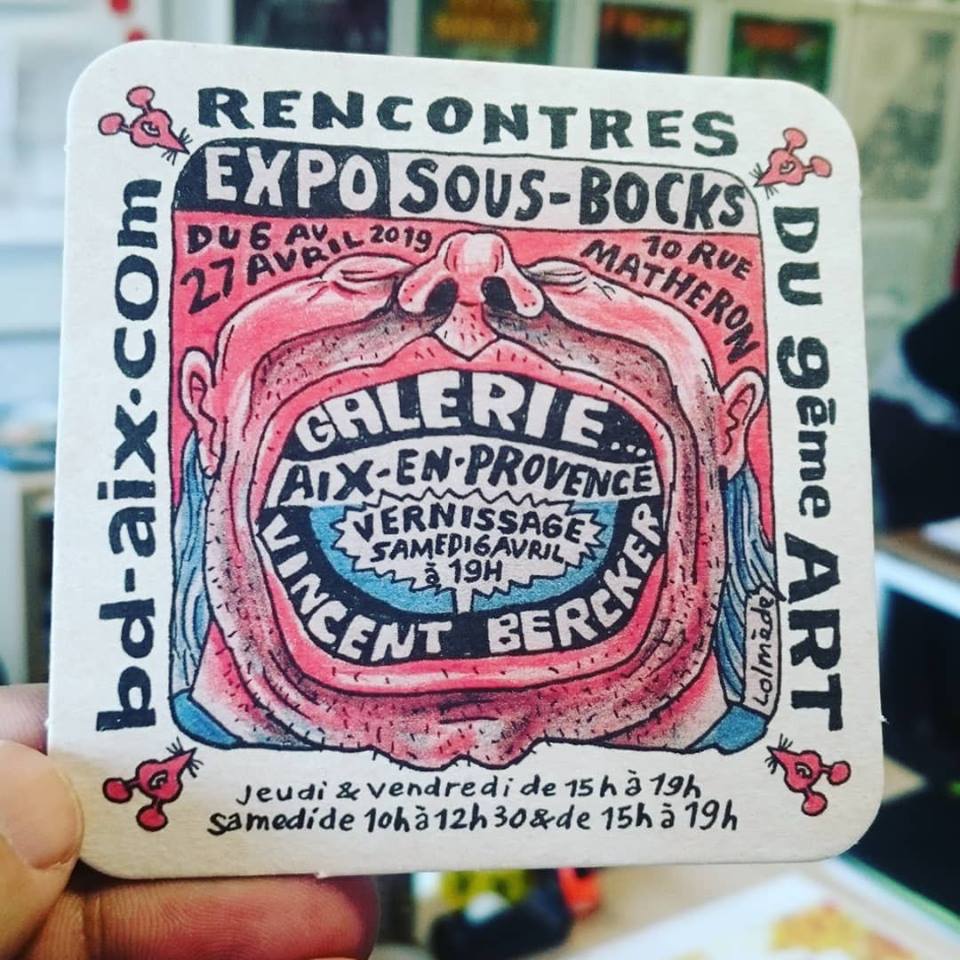 RENCONTRES
DU 9ême ART
bd-aix.com
EXPO SOUS-BOCKS
DU 6 AU
27 AVRIL 2019
10 RUE
MATHERON
GALERIE...
AIX-EN-PROVENCE
VERNISSAGE
SAMEDI 6 AVRIL
à 19H
VINCENT BERCKER
Lolmède
Jeudi & vendredi de 15h à 19h
samedi de 10h à 12h30 & de 15h à 19h